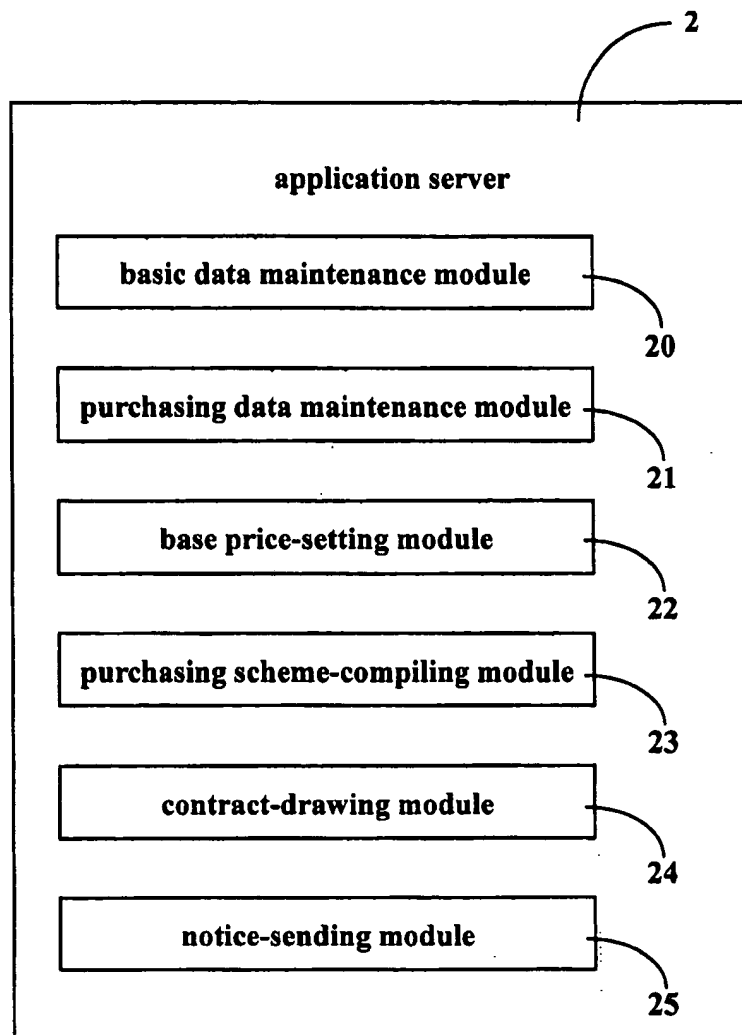 2
application server
basic data maintenance module
20
purchasing data maintenance module
21
base price-setting module
22
purchasing scheme-compiling module
23
contract-drawing module
24
notice-sending module
25